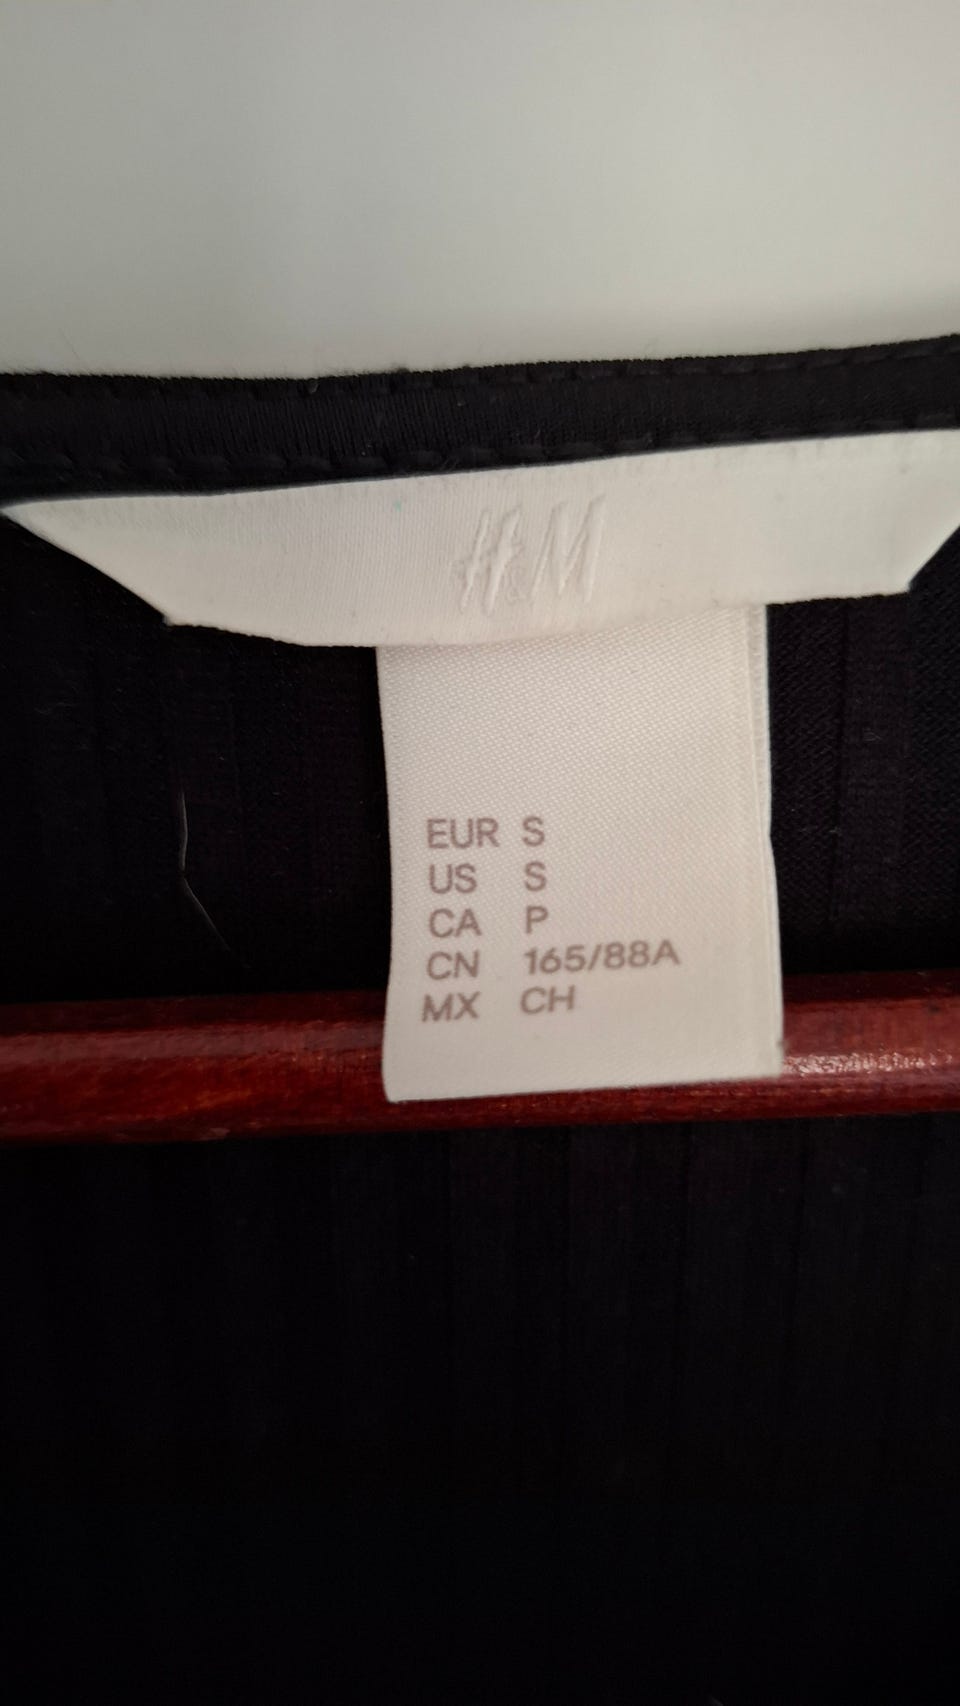 H&M
EUR S
US S
CA P
CN 165/88A
MX CH